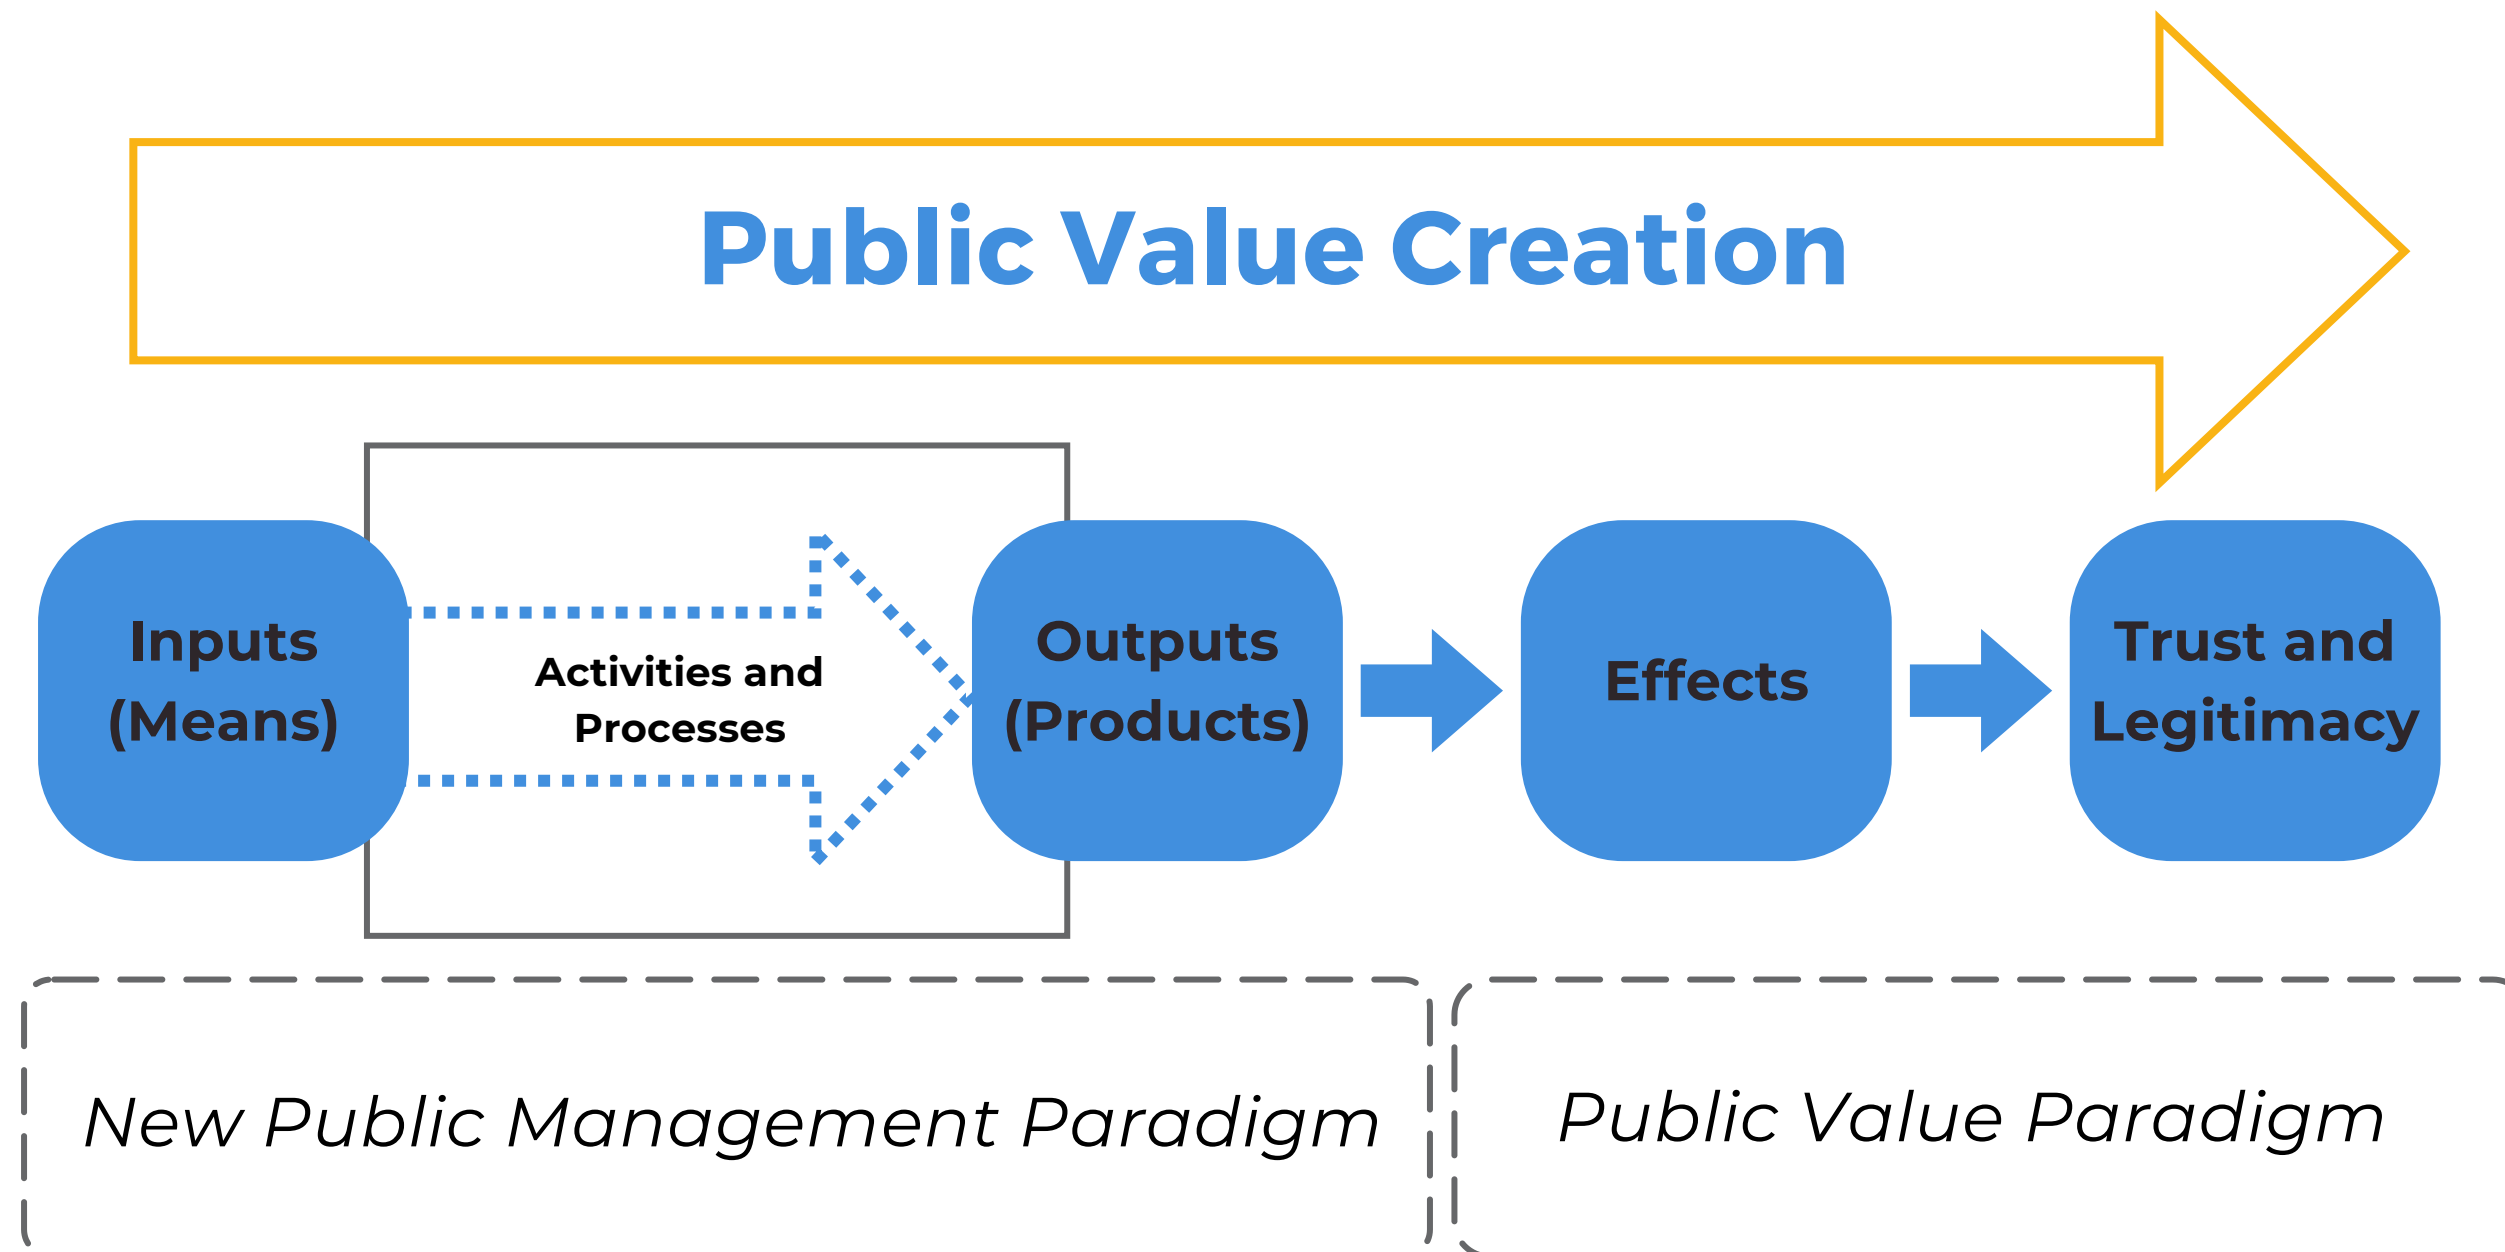 Public Value Creation
Inputs
(Means)
Activities and
Processes
Outputs
(Products)
Effects
Trust and
Legitimacy
New Public Management Paradigm
Public Value Paradigm